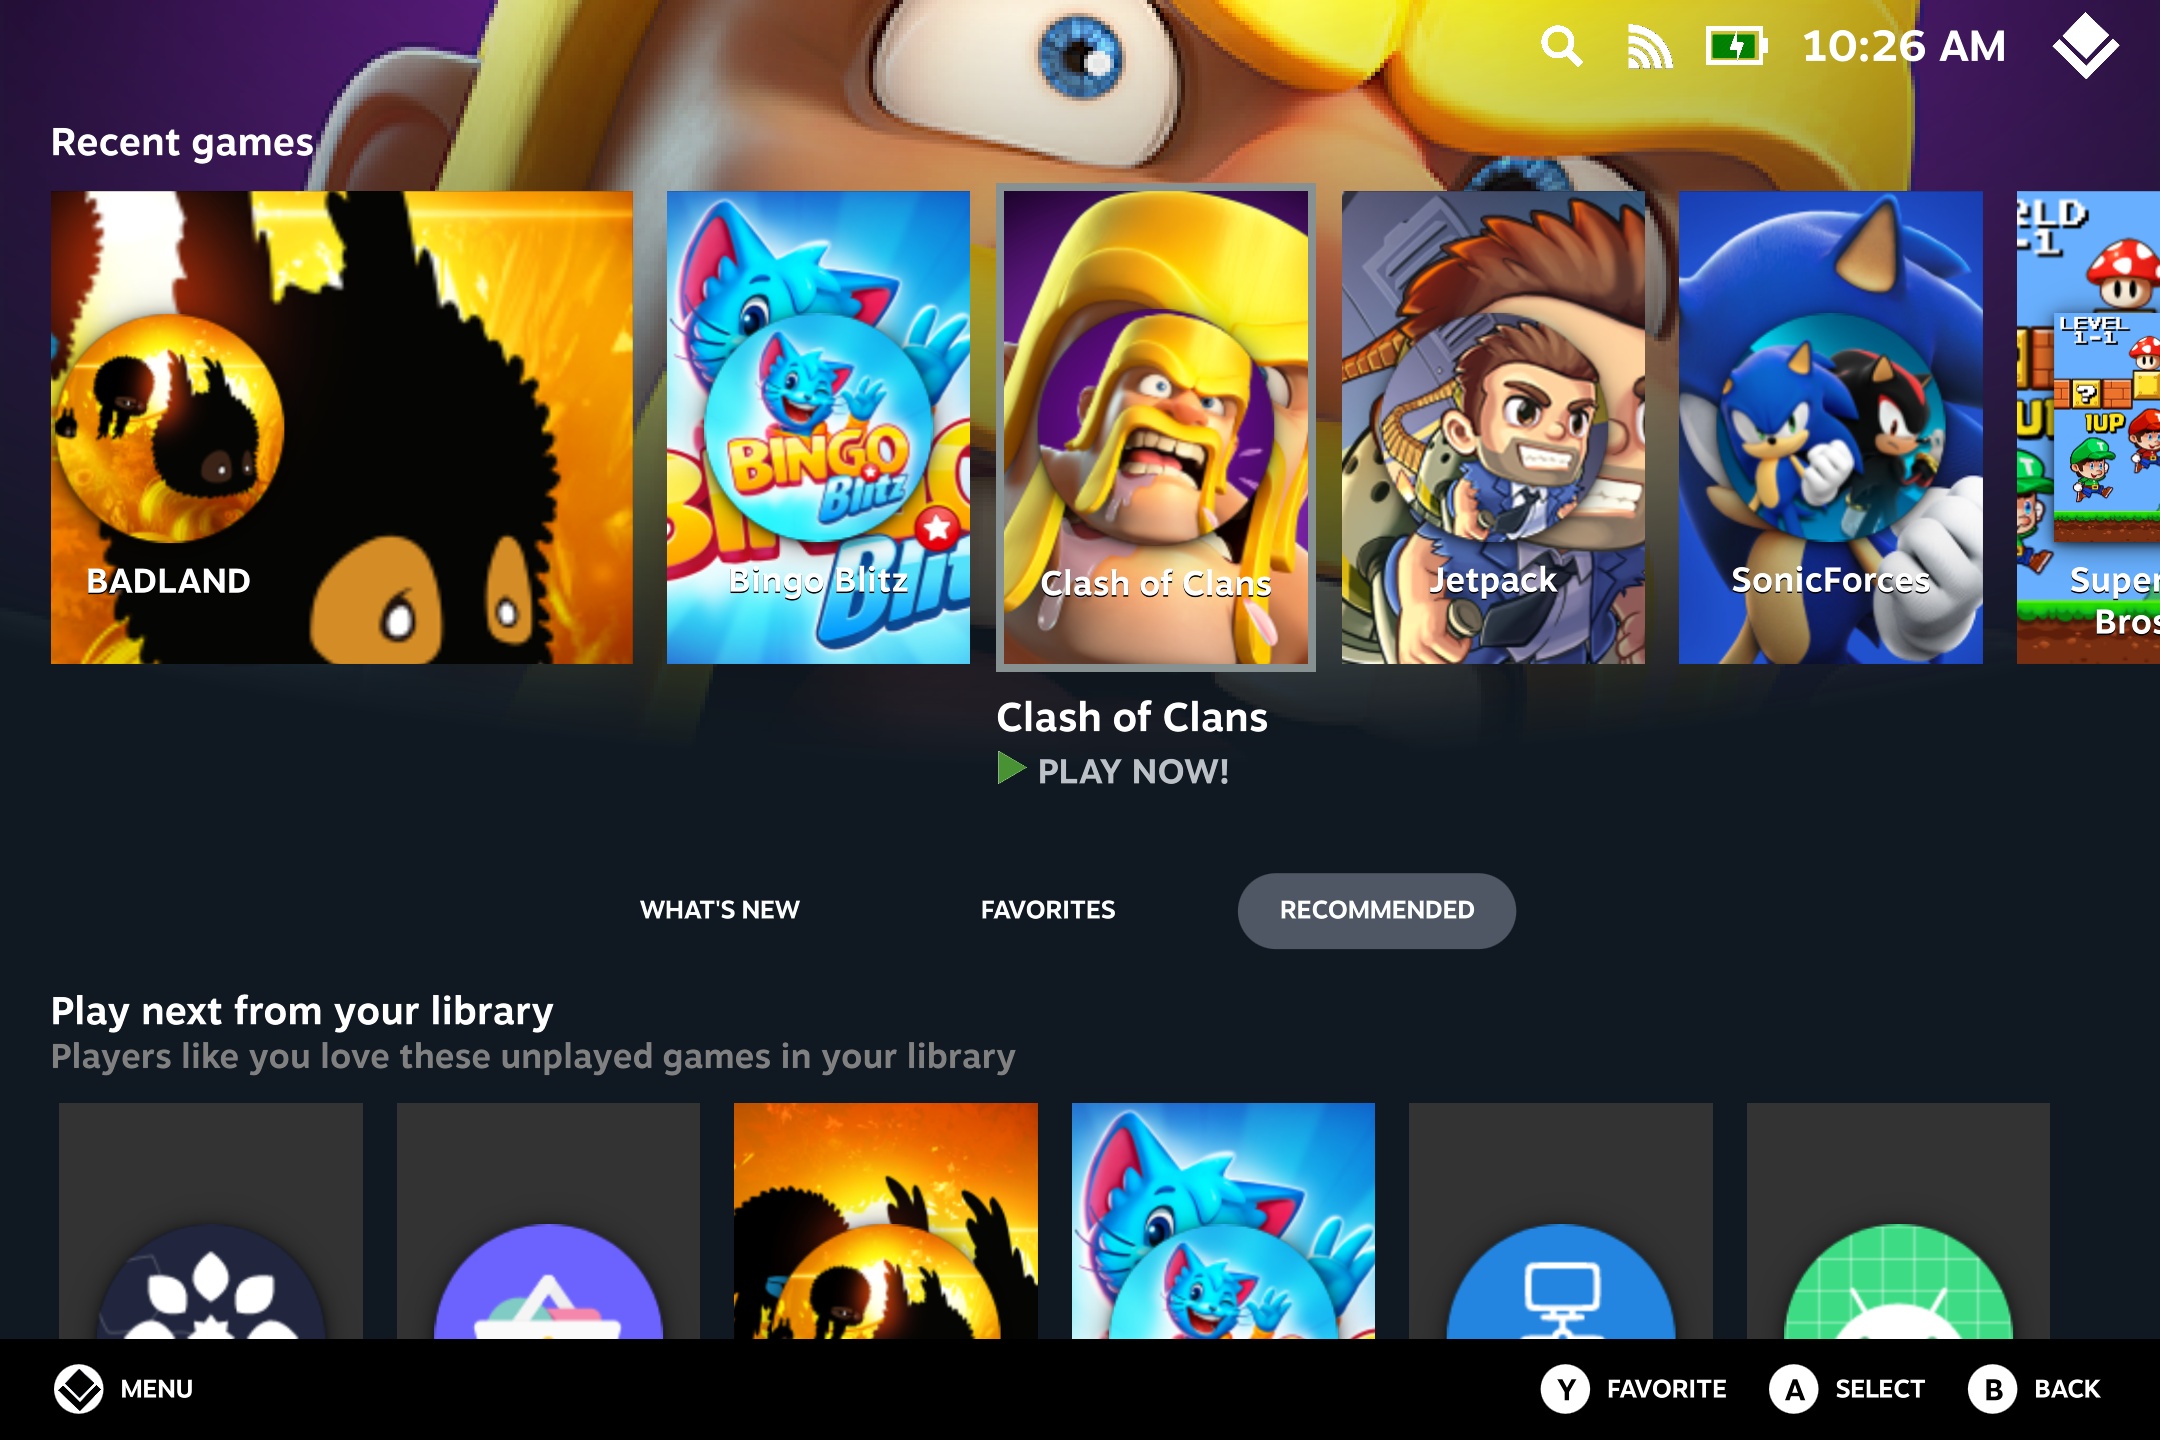 10:26 AM
Recent games
BADLAND
BINGO
Blitz
Bingo Blitz
Clash of Clans
Jetpack
SonicForces
LEVEL
1-1
?
1UP
Super
Bros
Clash of Clans
PLAY NOW!
WHAT'S NEW
FAVORITES
RECOMMENDED
Play next from your library
Players like you love these unplayed games in your library
MENU
Y FAVORITE
A SELECT
B BACK